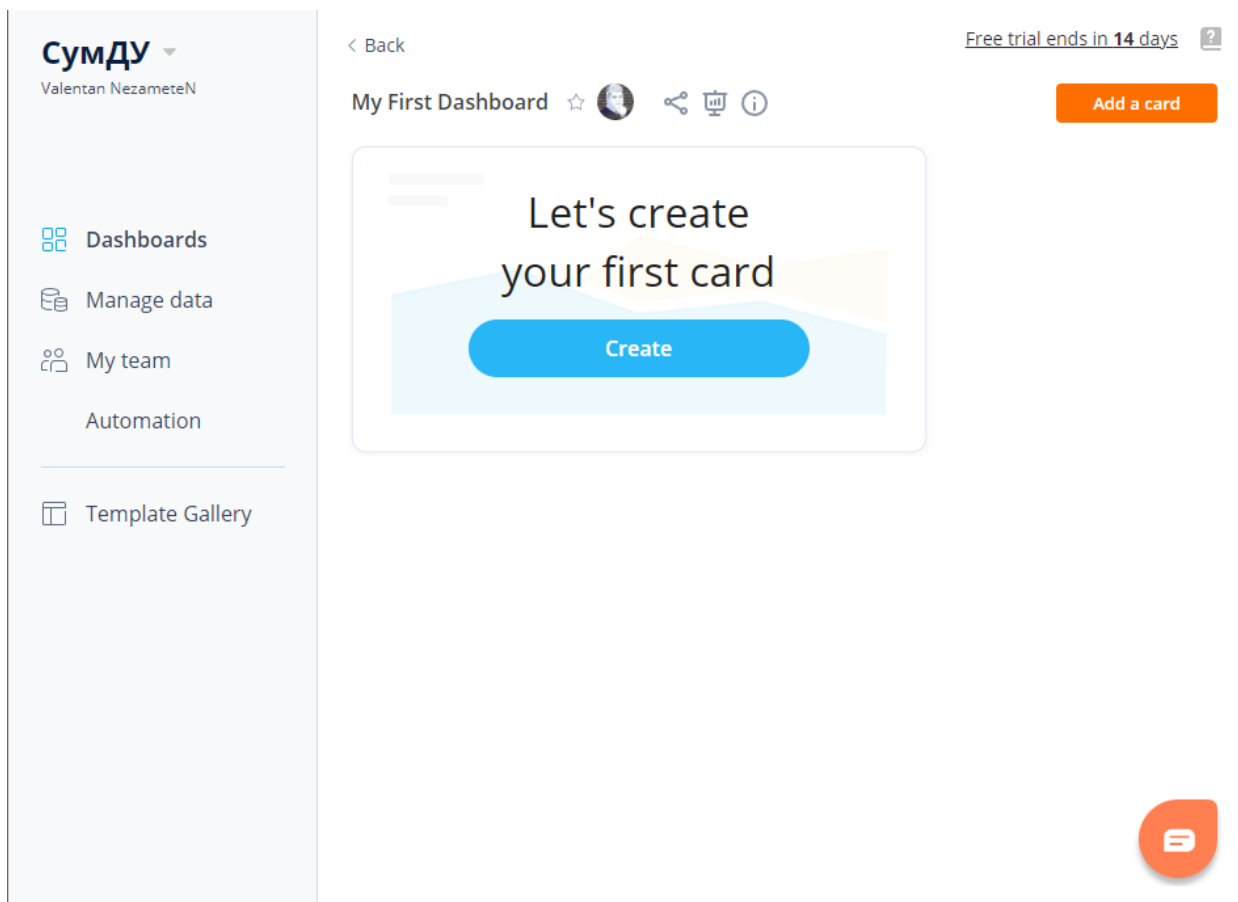 СумДУ
Valentan NezameteN
Dashboards
Manage data
My team
Automation
Template Gallery
< Back
Free trial ends in 14 days
?
My First Dashboard
Add a card
Let's create
your first card
Create